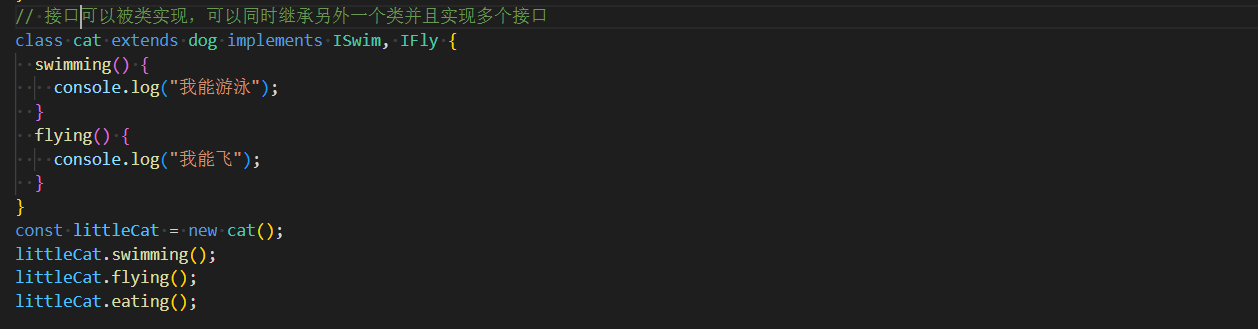 // 接口可以被类实现，可以同时继承另外一个类并且实现多个接口
class cat extends dog implements ISwim, IFly {
  swimming() {
    console.log("我能游泳");
  }
  flying() {
    console.log("我能飞");
  }
}
const littleCat = new cat();
littleCat.swimming();
littleCat.flying();
littleCat.eating();